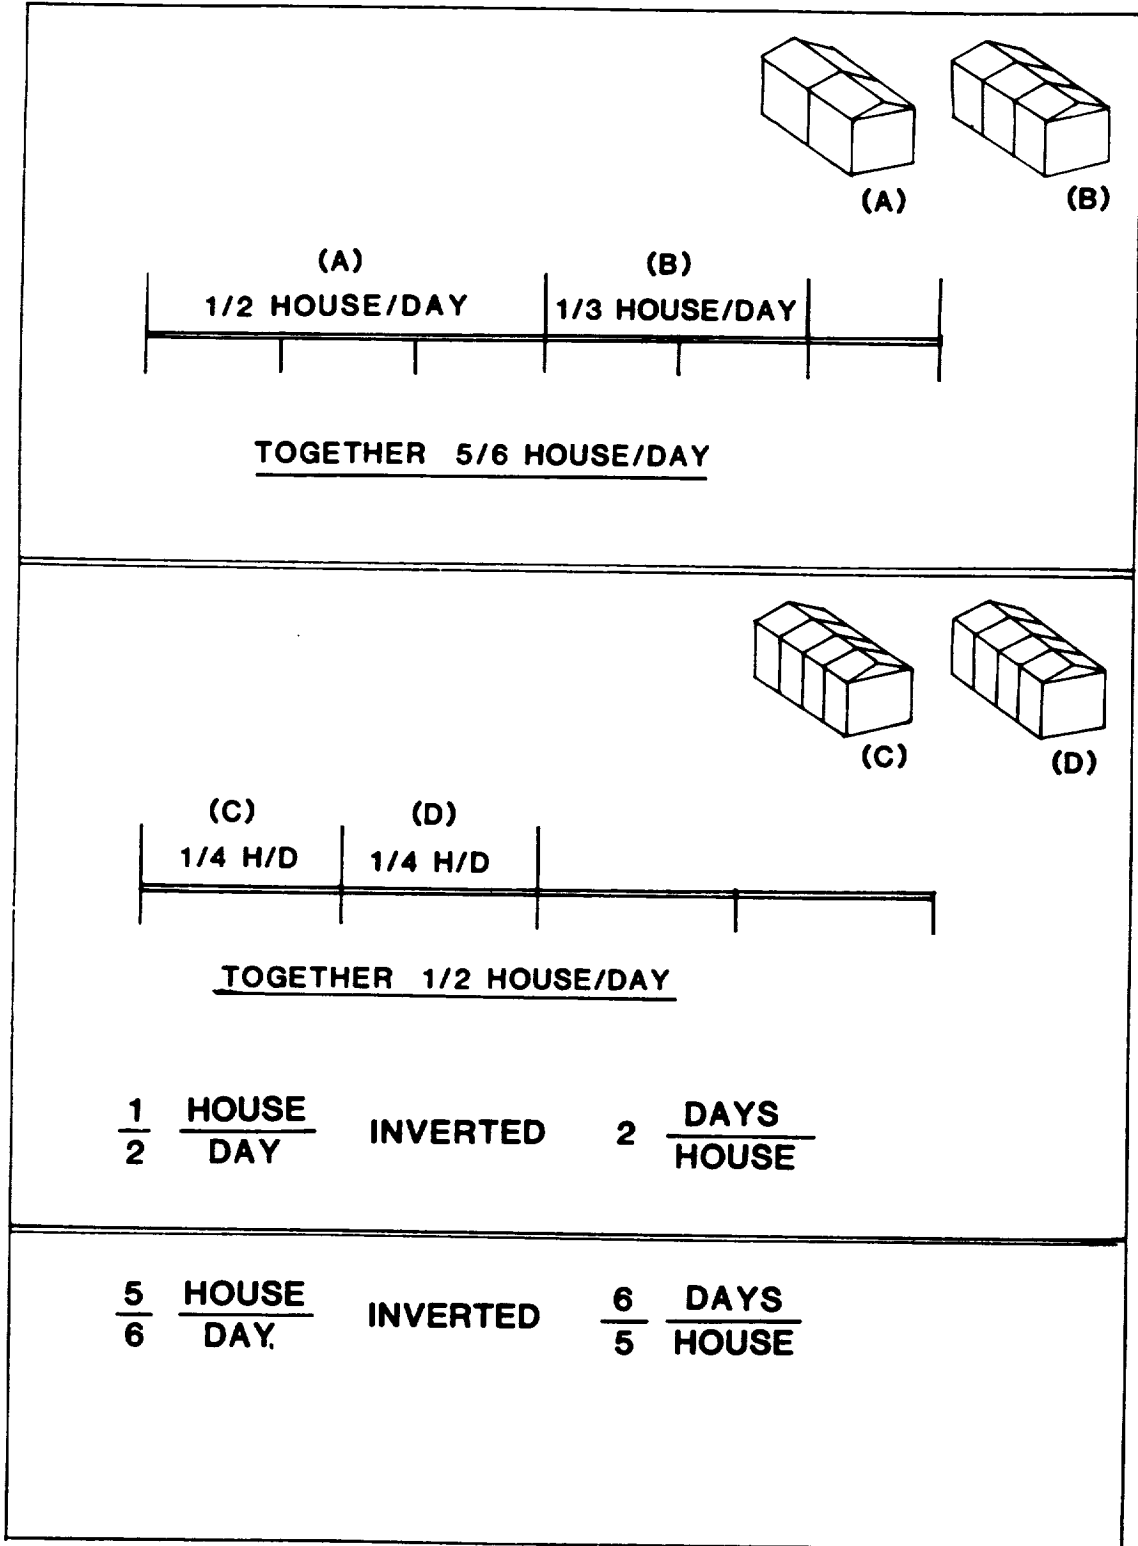 (A) (B)
(A) (B)
1/2 HOUSE/DAY 1/3 HOUSE/DAY
TOGETHER 5/6 HOUSE/DAY
(C) (D)
(C) (D)
1/4 H/D 1/4 H/D
TOGETHER 1/2 HOUSE/DAY
1/2 HOUSE/DAY INVERTED 2 DAYS/HOUSE
5/6 HOUSE/DAY INVERTED 6/5 DAYS/HOUSE